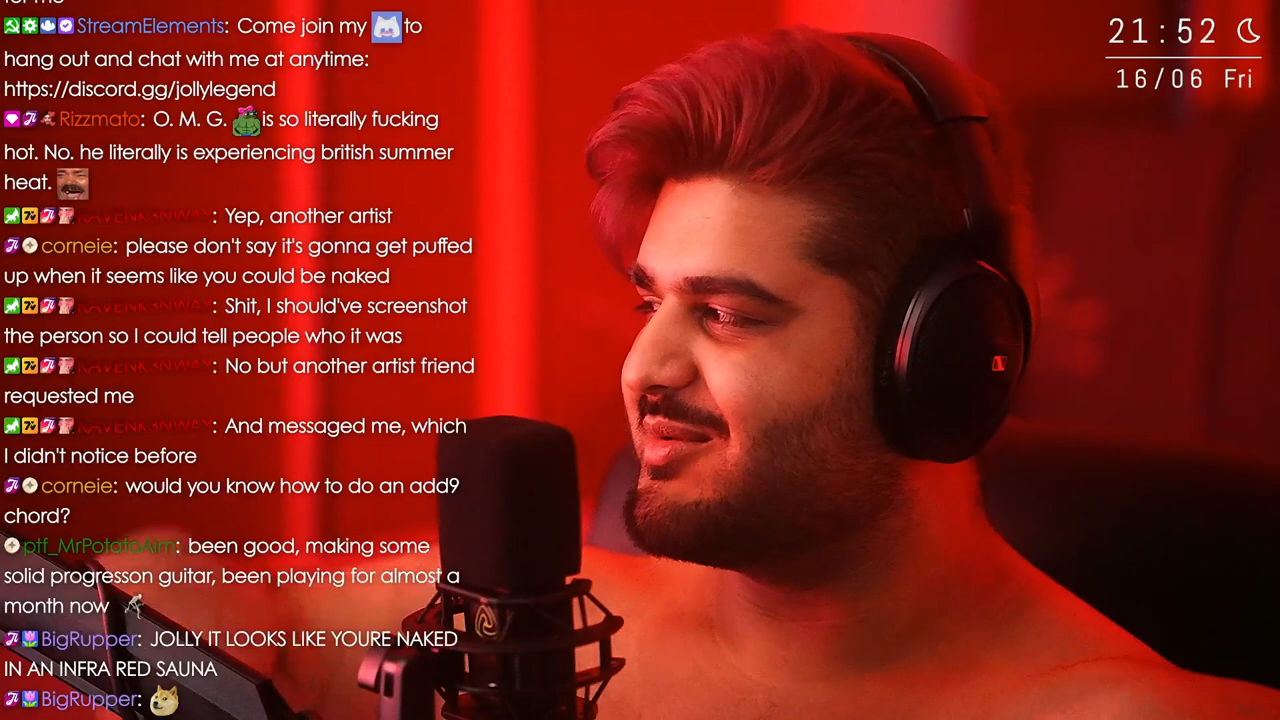 StreamElements: Come join my to
hang out and chat with me at anytime:
https://discord.gg/jollylegend
Rizzmato: O. M. G. is so literally fucking
hot. No. he literally is experiencing british summer
heat.
: Yep, another artist
corneie: please don't say it's gonna get puffed
up when it seems like you could be naked
: Shit, I should've screenshot
the person so I could tell people who it was
: No but another artist friend
requested me
: And messaged me, which
I didn't notice before
corneie: would you know how to do an add9
chord?
ptf_MrPotatoAim: been good, making some
solid progresson guitar, been playing for almost a
month now
BigRupper: JOLLY IT LOOKS LIKE YOURE NAKED
IN AN INFRA RED SAUNA
BigRupper:
21:52
16/06 Fri